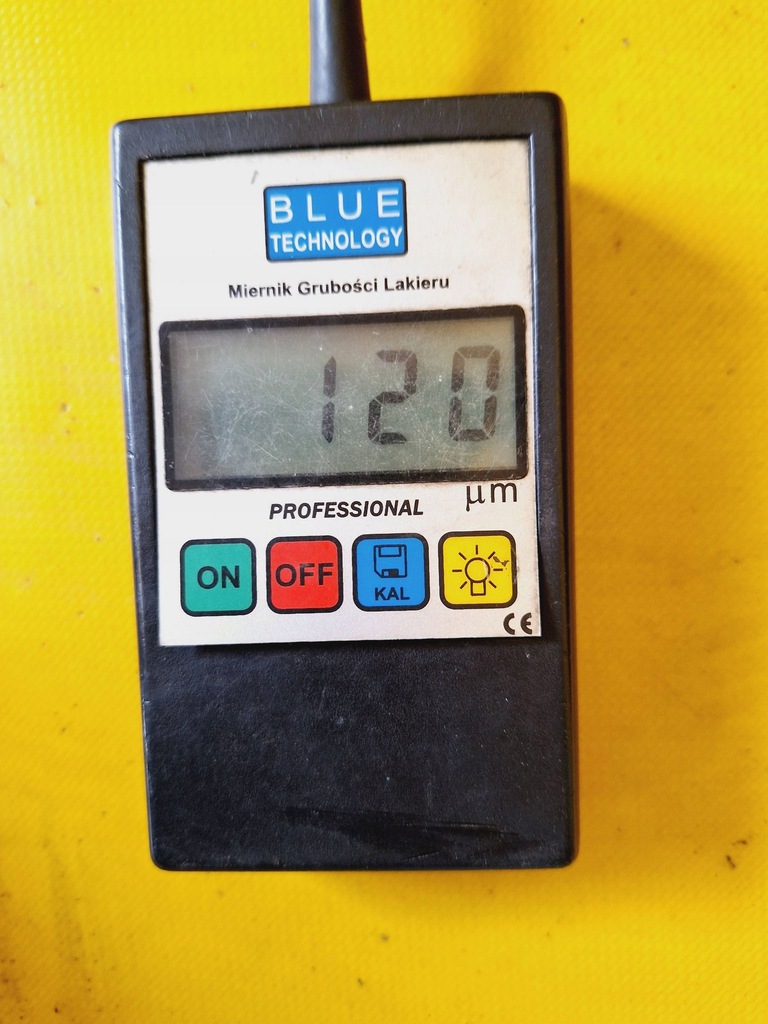 BLUE
TECHNOLOGY
Miernik Grubości Lakieru
120
µm
PROFESSIONAL
ON OFF KAL
CE